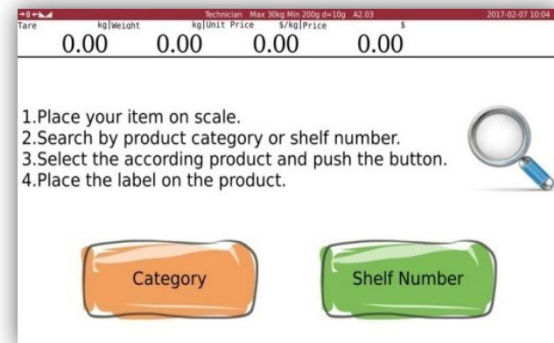 Technician Max 30kg Min 200g d=10g A2.03 2017-02-07 10:04
Tare kg|Weight kg|Unit Price $/kg|Price $
0.00 0.00 0.00 0.00
1.Place your item on scale.
2.Search by product category or shelf number.
3.Select the according product and push the button.
4.Place the label on the product.
Category Shelf Number